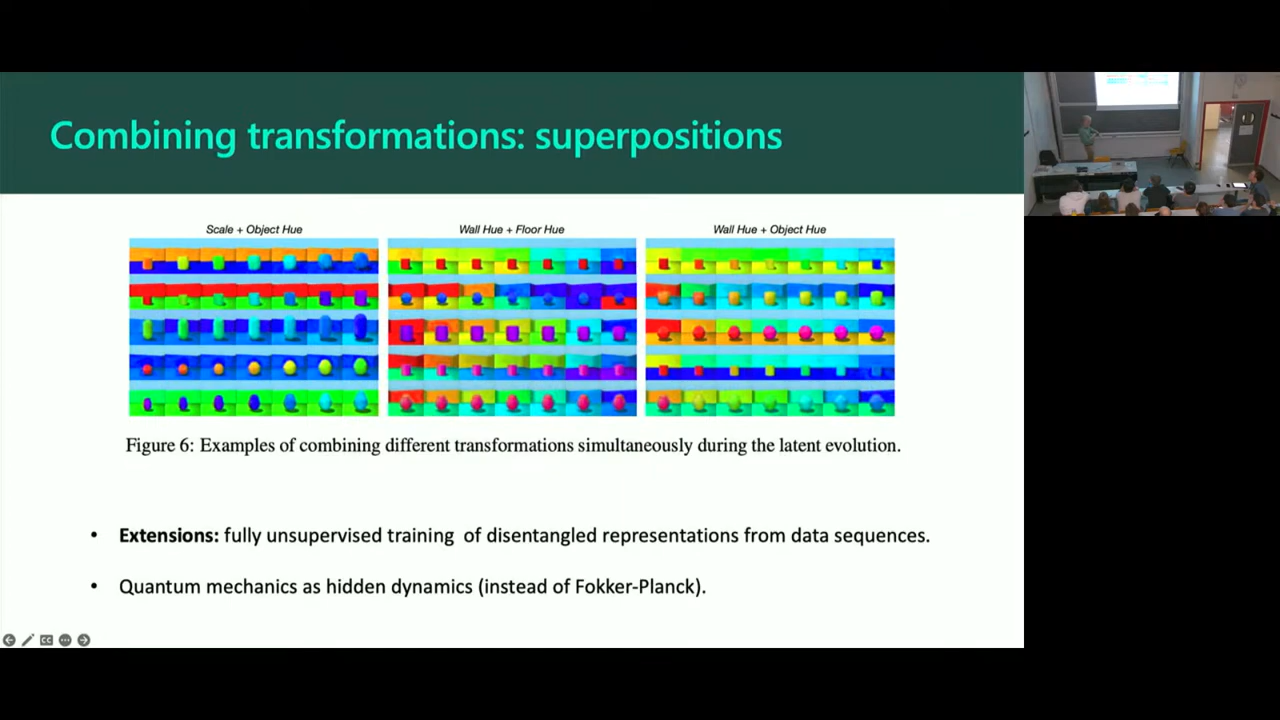 Combining transformations: superpositions
Scale + Object Hue
Wall Hue + Floor Hue
Wall Hue + Object Hue
Figure 6: Examples of combining different transformations simultaneously during the latent evolution.
• Extensions: fully unsupervised training of disentangled representations from data sequences.
• Quantum mechanics as hidden dynamics (instead of Fokker-Planck).
CC